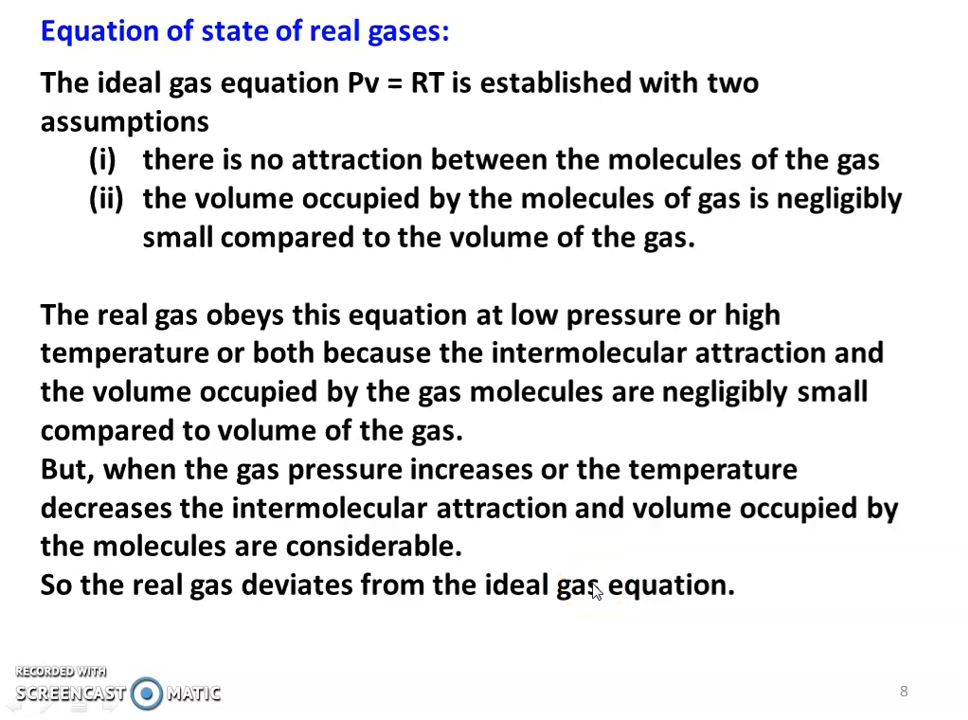 Equation of state of real gases:
The ideal gas equation Pv = RT is established with two
assumptions
(i) there is no attraction between the molecules of the gas
(ii) the volume occupied by the molecules of gas is negligibly
small compared to the volume of the gas.
The real gas obeys this equation at low pressure or high
temperature or both because the intermolecular attraction and
the volume occupied by the gas molecules are negligibly small
compared to volume of the gas.
But, when the gas pressure increases or the temperature
decreases the intermolecular attraction and volume occupied by
the molecules are considerable.
So the real gas deviates from the ideal gas equation.
RECORDED WITH
SCREENCAST MATIC
8